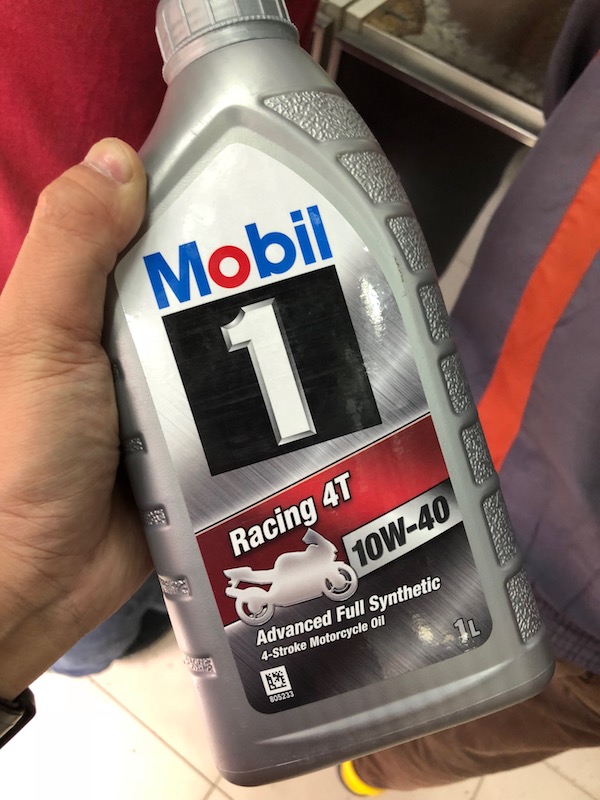 Mobil
1
Racing 4T
10W-40
Advanced Full Synthetic
4-Stroke Motorcycle Oil
1L
805233